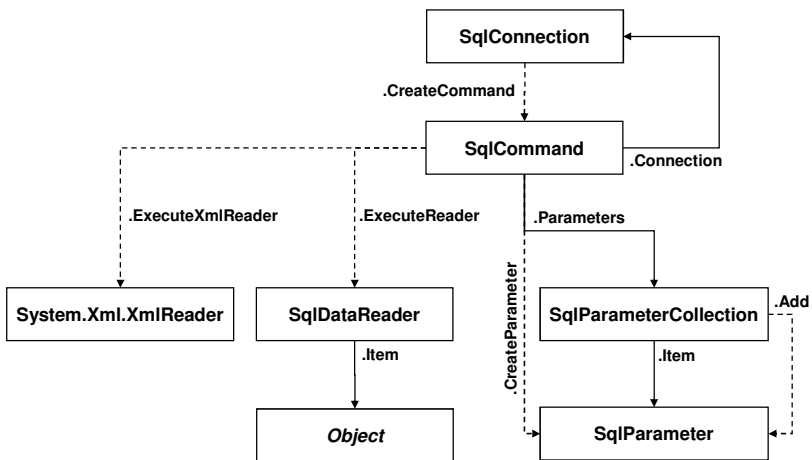 SqlConnection
.CreateCommand
SqlCommand
.Connection
.ExecuteXmlReader
.ExecuteReader
.Parameters
.CreateParameter
System.Xml.XmlReader
SqlDataReader
SqlParameterCollection
.Add
.Item
.Item
Object
SqlParameter